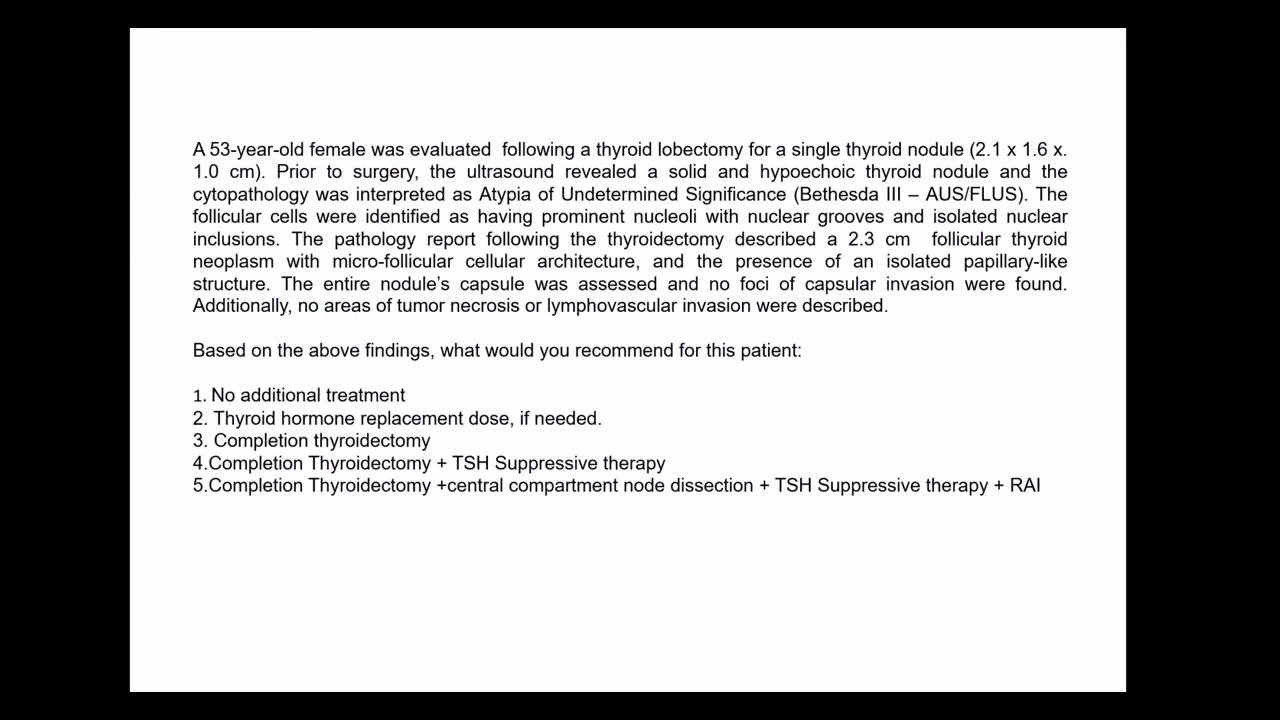 A 53-year-old female was evaluated following a thyroid lobectomy for a single thyroid nodule (2.1 x 1.6 x.
1.0 cm). Prior to surgery, the ultrasound revealed a solid and hypoechoic thyroid nodule and the
cytopathology was interpreted as Atypia of Undetermined Significance (Bethesda III – AUS/FLUS). The
follicular cells were identified as having prominent nucleoli with nuclear grooves and isolated nuclear
inclusions. The pathology report following the thyroidectomy described a 2.3 cm follicular thyroid
neoplasm with micro-follicular cellular architecture, and the presence of an isolated papillary-like
structure. The entire nodule's capsule was assessed and no foci of capsular invasion were found.
Additionally, no areas of tumor necrosis or lymphovascular invasion were described.
Based on the above findings, what would you recommend for this patient:
1. No additional treatment
2. Thyroid hormone replacement dose, if needed.
3. Completion thyroidectomy
4.Completion Thyroidectomy + TSH Suppressive therapy
5.Completion Thyroidectomy +central compartment node dissection + TSH Suppressive therapy + RAI